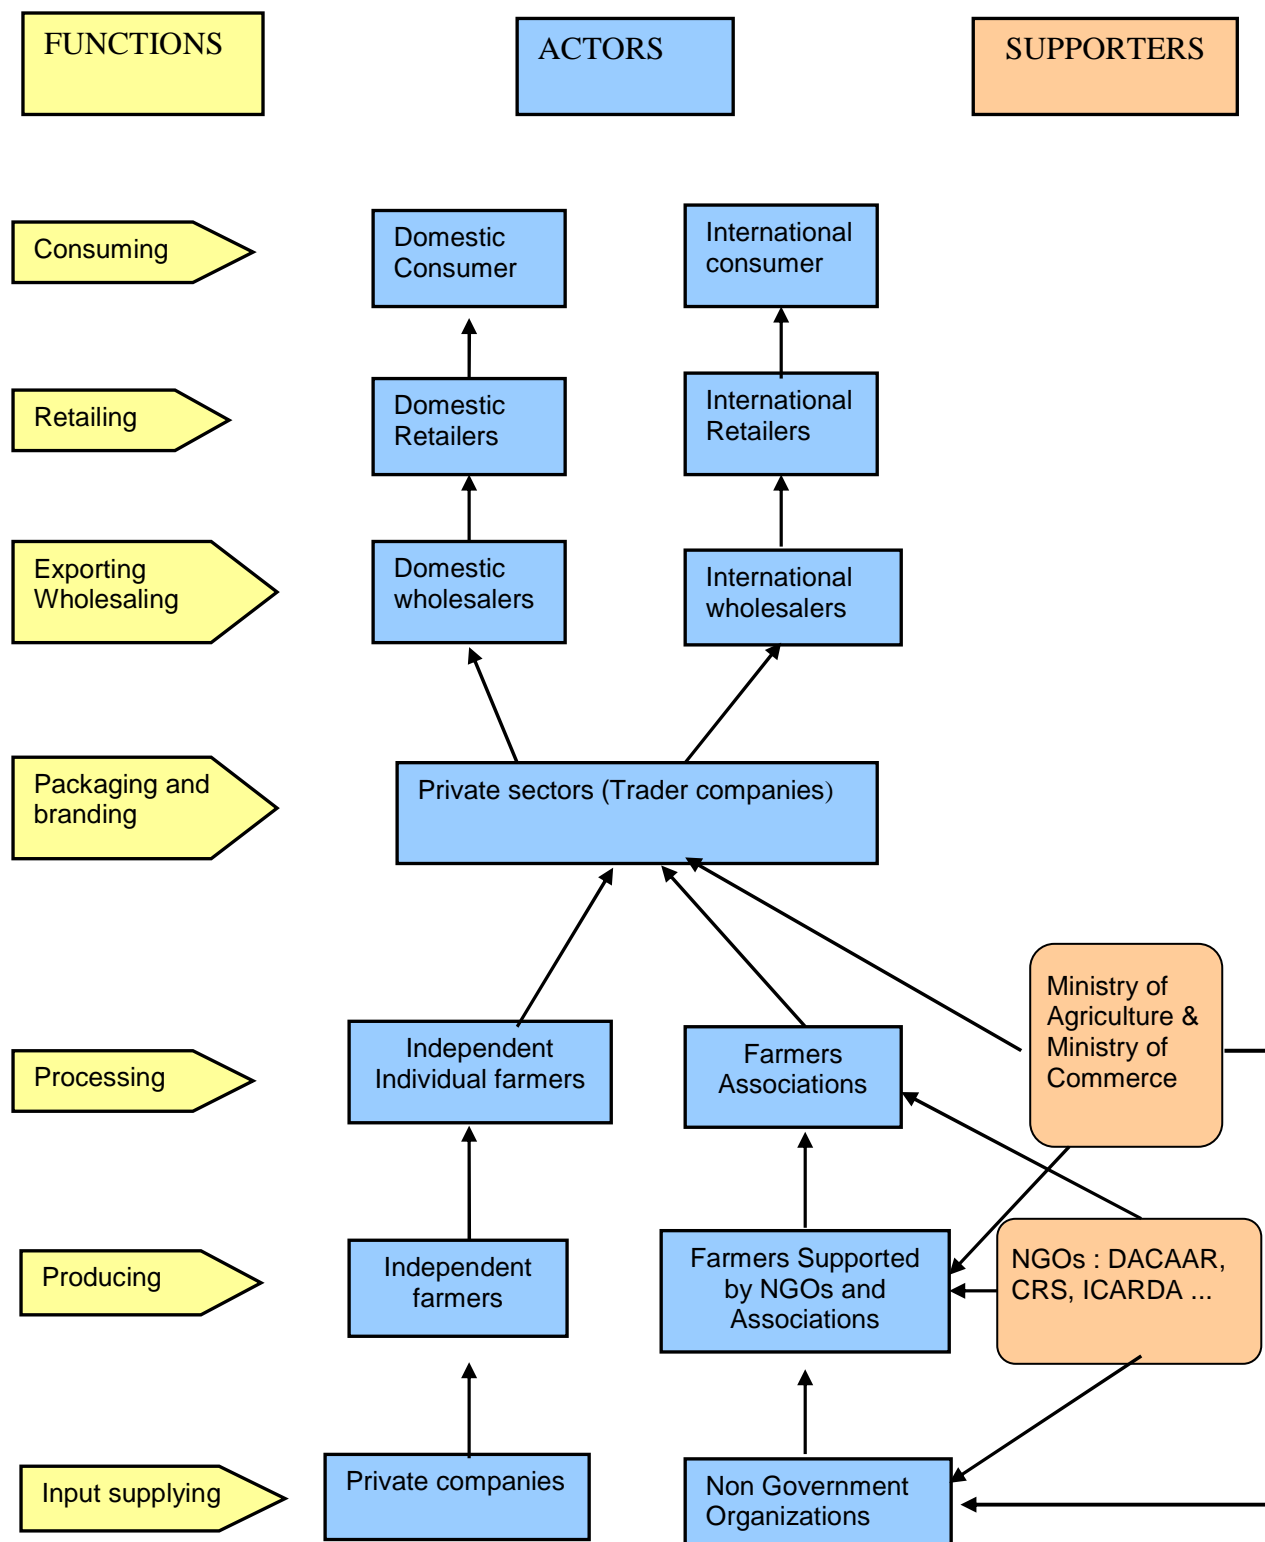 FUNCTIONS
ACTORS
SUPPORTERS
Consuming
Domestic
Consumer
International
consumer
Retailing
Domestic
Retailers
International
Retailers
Exporting
Wholesaling
Domestic
wholesalers
International
wholesalers
Packaging and
branding
Private sectors (Trader companies)
Ministry of
Agriculture &
Ministry of
Commerce
Processing
Independent
Individual farmers
Farmers
Associations
Producing
Independent
farmers
Farmers Supported
by NGOs and
Associations
NGOs : DACAAR,
CRS, ICARDA ...
Input supplying
Private companies
Non Government
Organizations